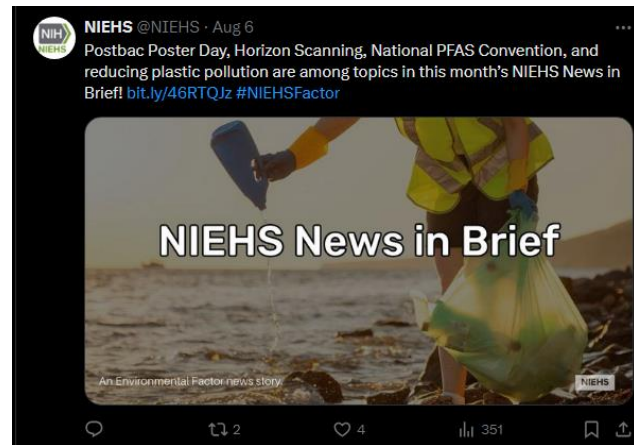 NIH
NIEHS
NIEHS @NIEHS · Aug 6
Postbac Poster Day, Horizon Scanning, National PFAS Convention, and
reducing plastic pollution are among topics in this month's NIEHS News in
Brief! bit.ly/46RTQJz #NIEHSFactor
NIEHS News in Brief
An Environmental Factor news story.
NIEHS
2
4
351